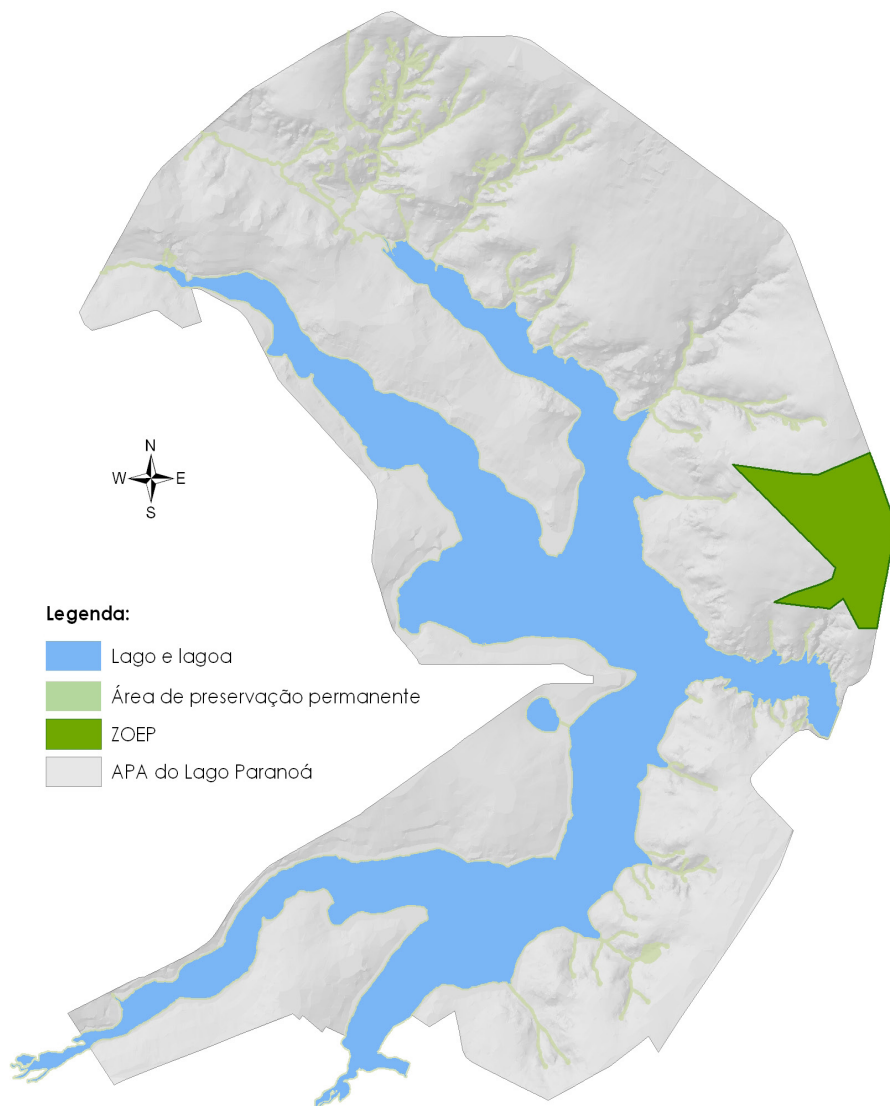 N
W E
S
Legenda:
Lago e lagoa
Área de preservação permanente
ZOEP
APA do Lago Paranoá